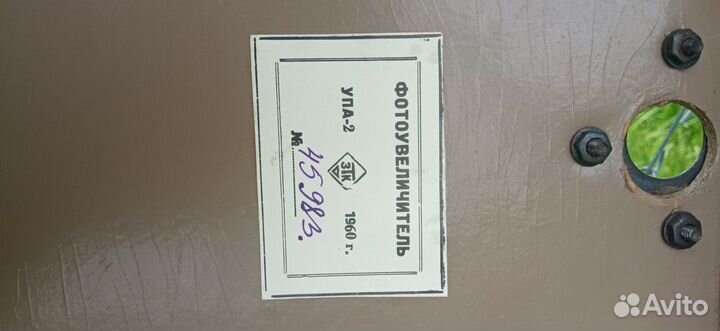 ФОТОУВЕЛИЧИТЕЛЬ
УПА-2 ЗТК 1960 г.
№ 45983.
Avito